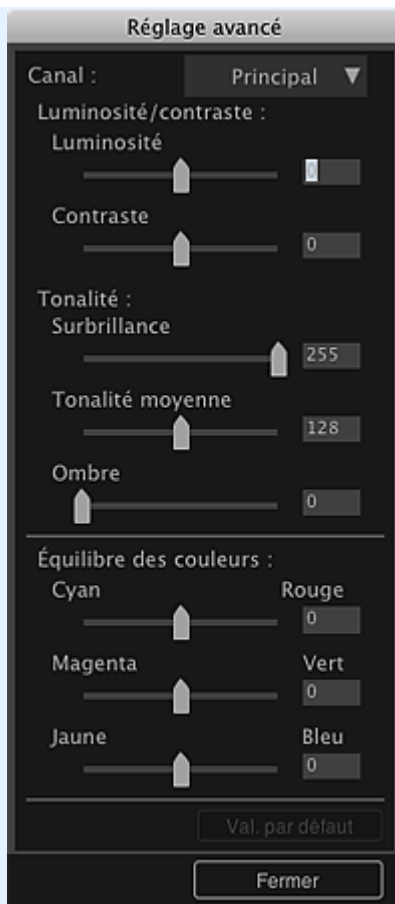 Réglage avancé
Canal : Principal ▼
Luminosité/contraste :
Luminosité
0
Contraste
0
Tonalité :
Surbrillance
255
Tonalité moyenne
128
Ombre
0
Équilibre des couleurs :
Cyan Rouge
0
Magenta Vert
0
Jaune Bleu
0
Val. par défaut
Fermer